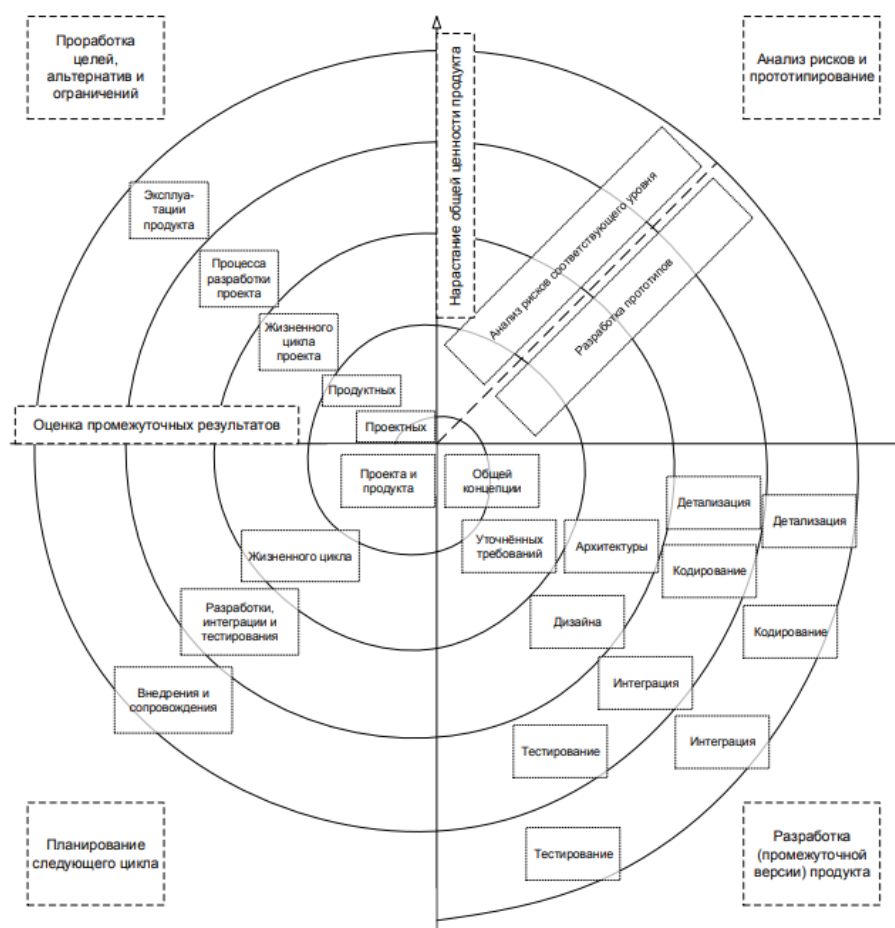 Проработка
целей,
альтернатив и
ограничений
Анализ рисков и
прототипирование
Нарастание общей ценности продукта
Анализ рисков соответствующего уровня
Разработка прототипов
Эксплуа-
тации
продукта
Процесса
разработки
проекта
Жизненного
цикла
проекта
Продуктных
Проектных
Оценка промежуточных результатов
Проекта и
продукта
Общей
концепции
Уточнённых
требований
Архитектуры
Детализация
Детализация
Кодирование
Жизненного цикла
Разработки,
интеграции и
тестирования
Дизайна
Кодирование
Внедрения и
сопровождения
Интеграция
Интеграция
Тестирование
Тестирование
Планирование
следующего цикла
Разработка
(промежуточной
версии) продукта